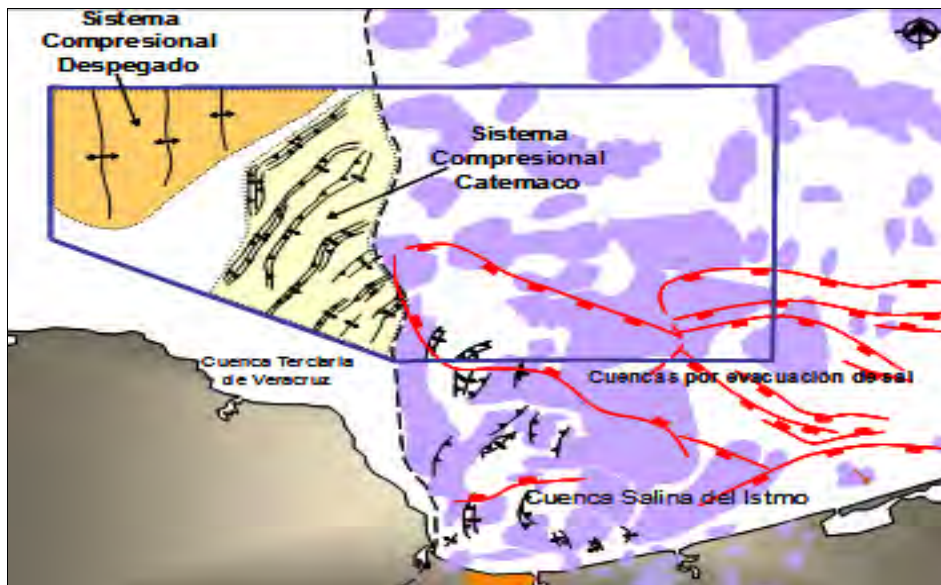 Sistema
Compresional
Despegado
Sistema
Compresional
Catemaco
Cuenca Terciaria
de Veracruz
Cuencas por evacuación de sal
Cuenca Salina del Istmo